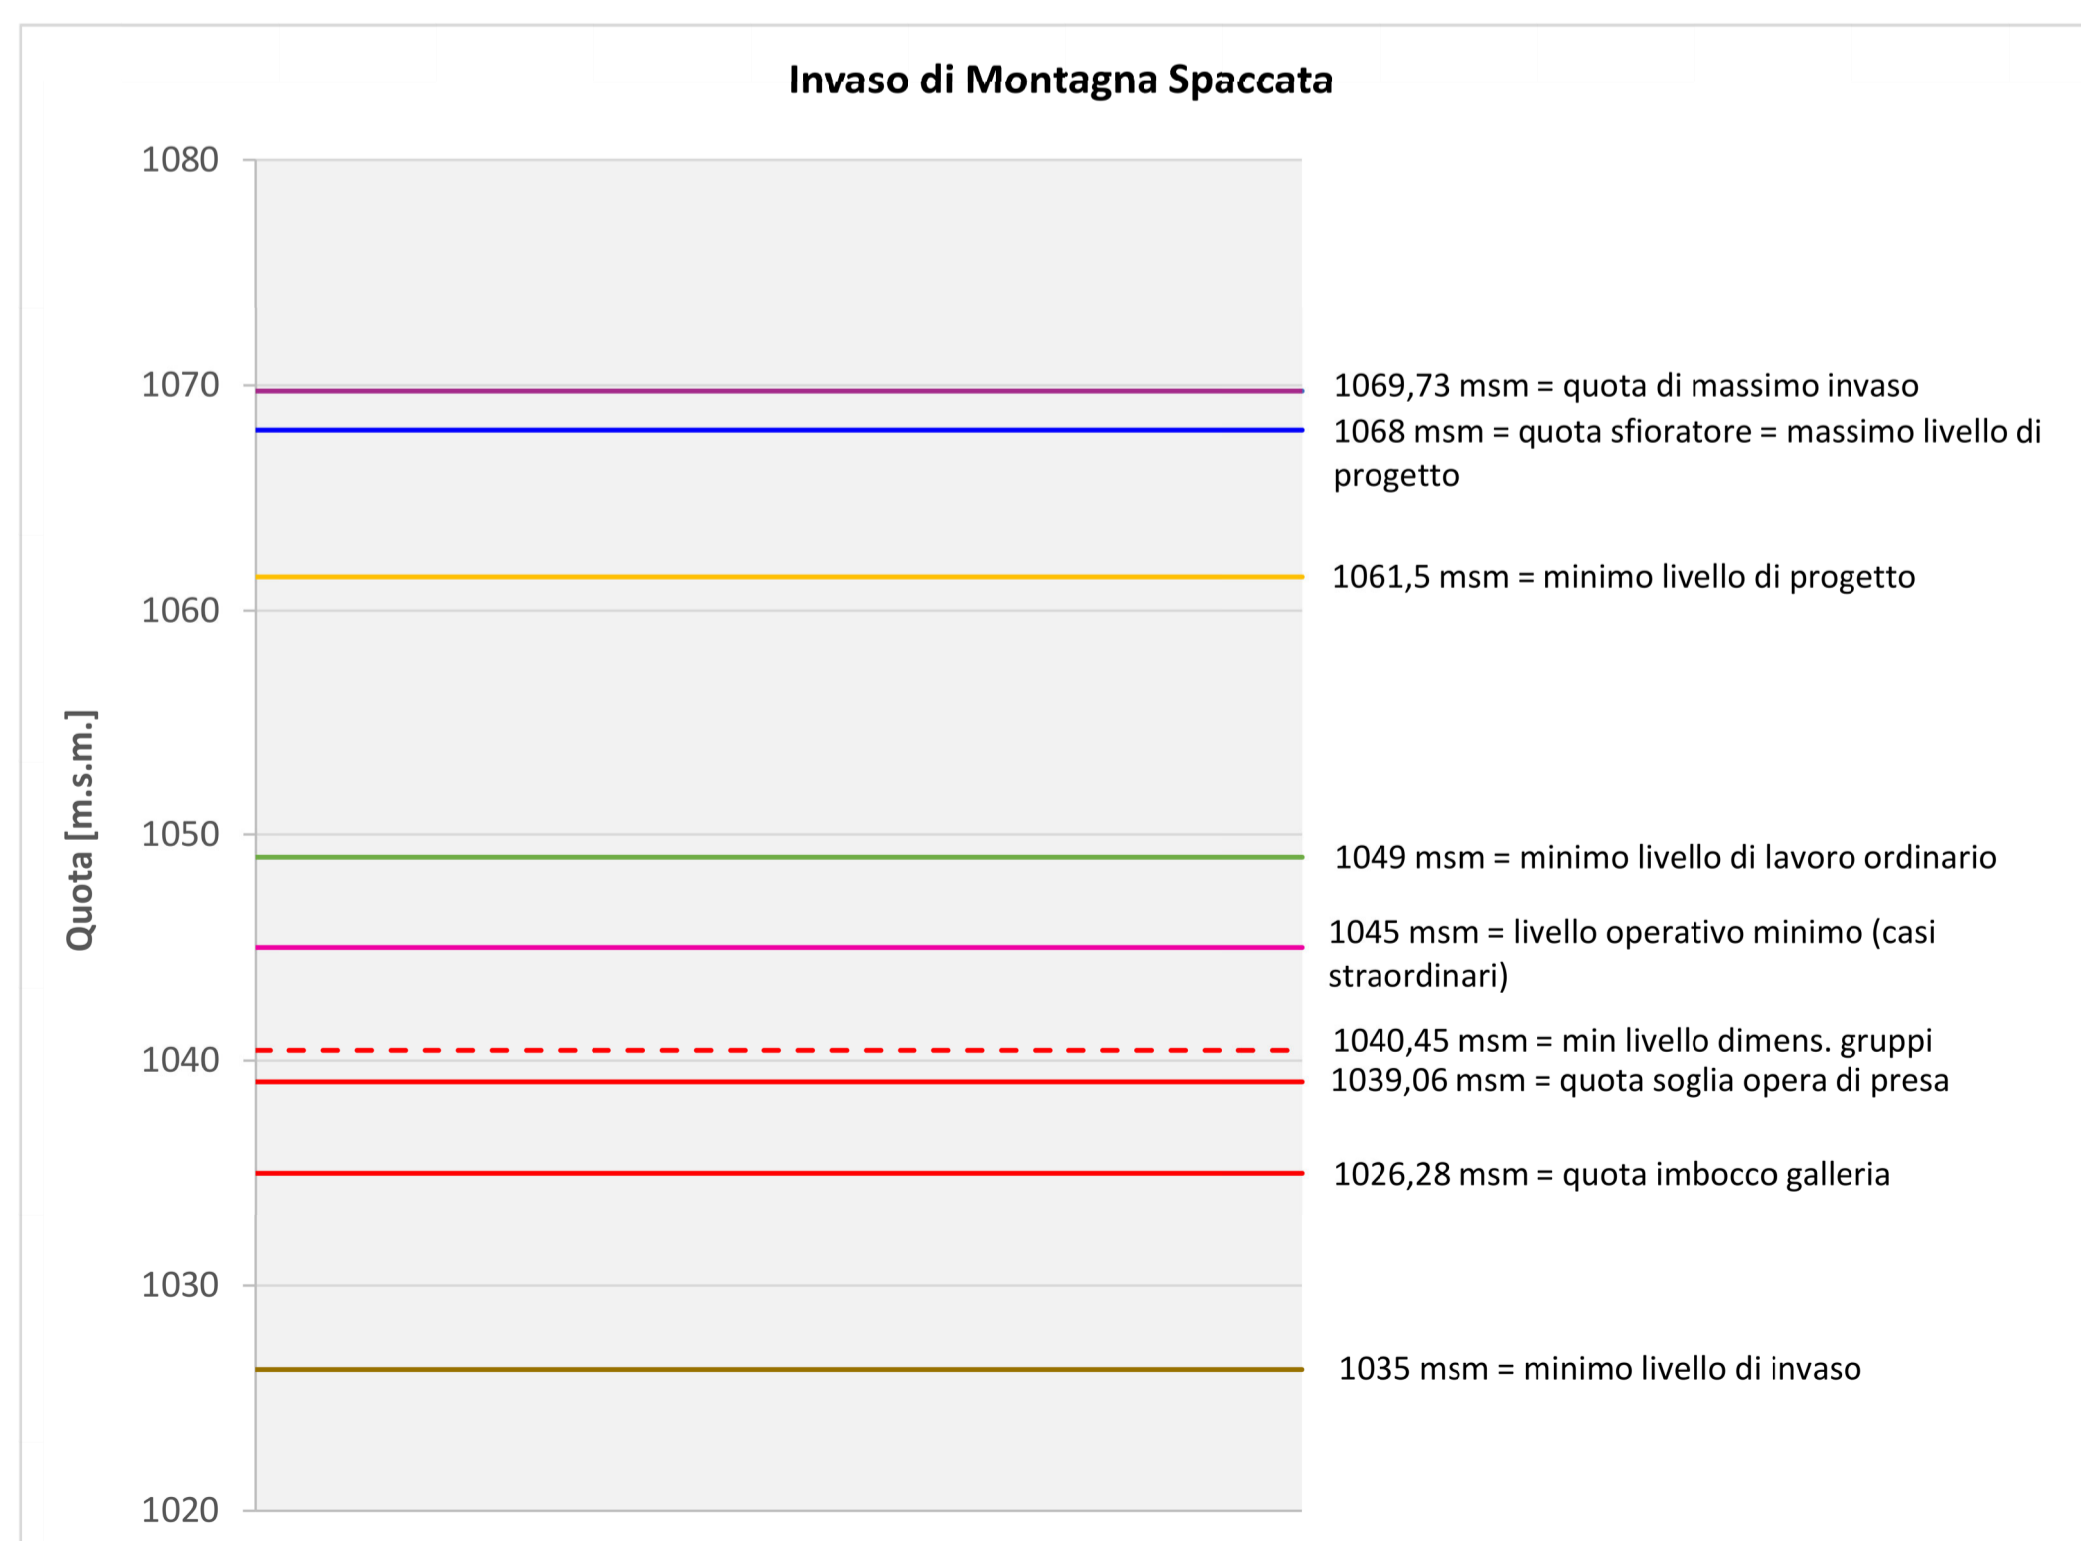 Invaso di Montagna Spaccata
1080
1070
1060
1050
1040
1030
1020
Quota [m.s.m.]
1069,73 msm = quota di massimo invaso
1068 msm = quota sfioratore = massimo livello di
progetto
1061,5 msm = minimo livello di progetto
1049 msm = minimo livello di lavoro ordinario
1045 msm = livello operativo minimo (casi
straordinari)
1040,45 msm = min livello dimens. gruppi
1039,06 msm = quota soglia opera di presa
1026,28 msm = quota imbocco galleria
1035 msm = minimo livello di invaso